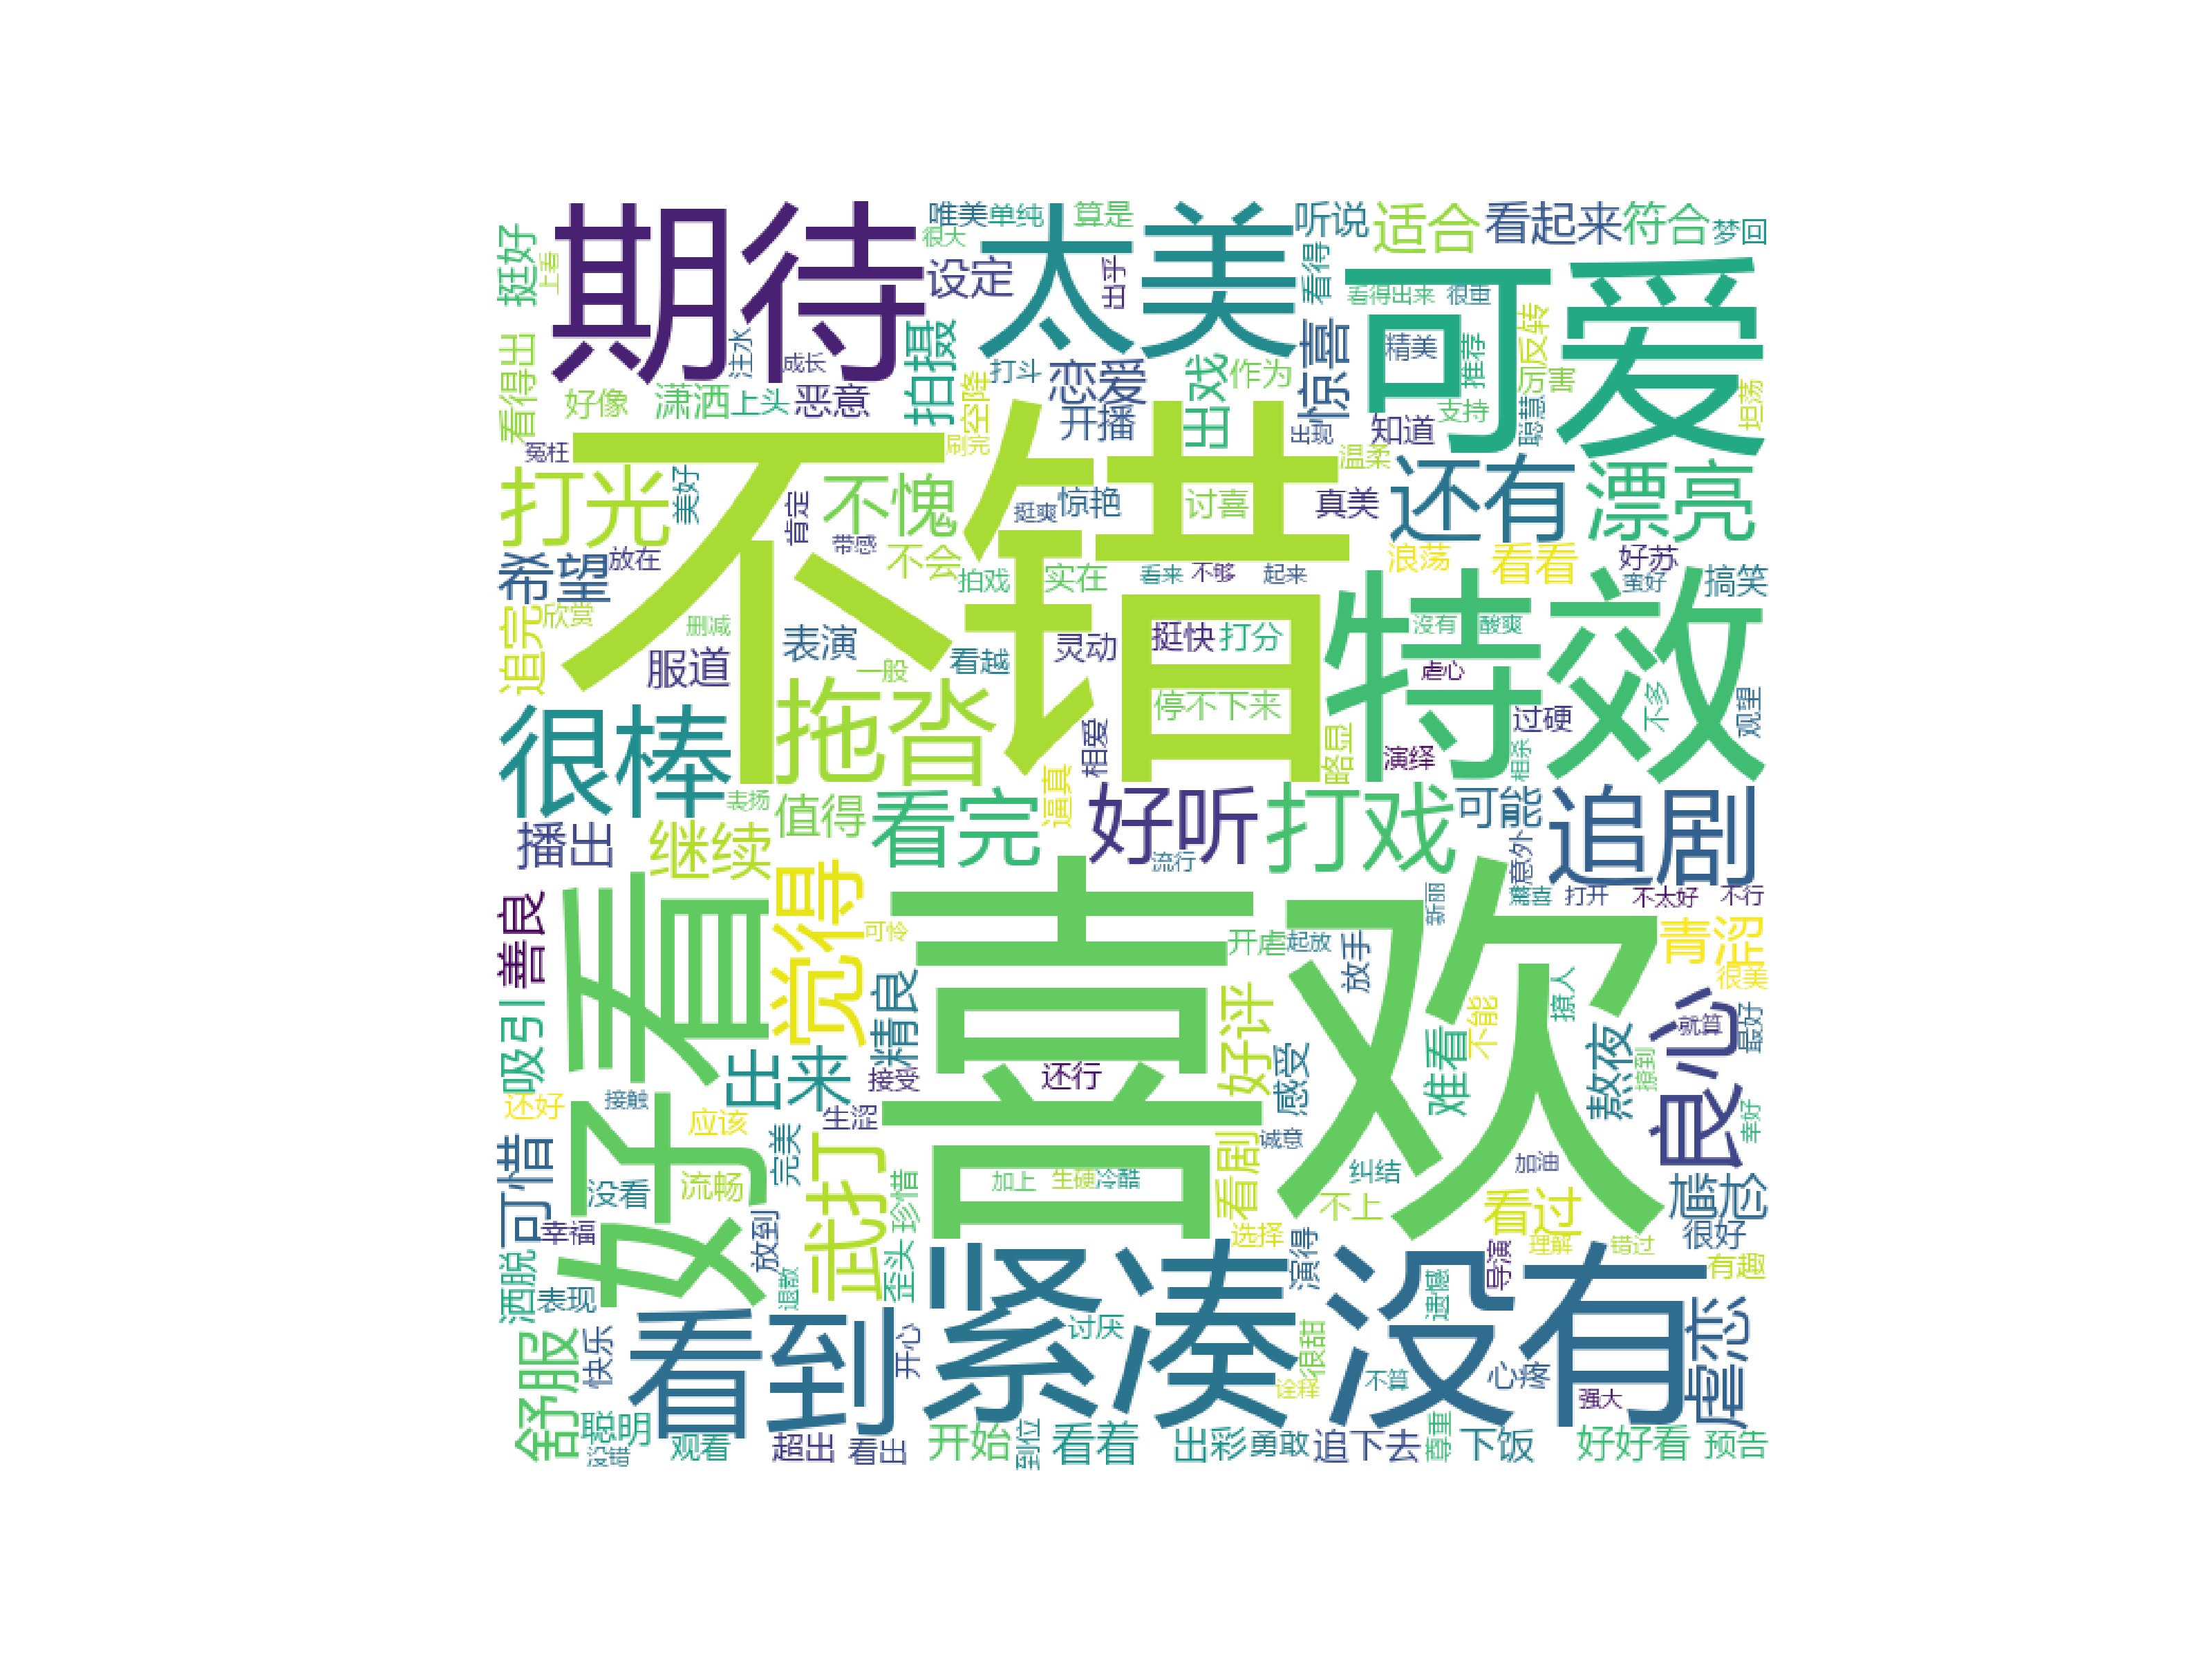 期待
太美
可爱
不错
特效
喜欢
好看
紧凑
没有
看到
挺好
上看
唯美
单纯
算是
很大
设定
出乎
听说
看得
适合
看起来
符合
梦回
看得出来
很重
看得出
注水
成长
好像
潇洒
上头
恶意
拍摄
空降
打斗
恋爱
开播
出戏
作为
惊喜
精美
推荐
反转
厉害
支持
聪慧
坦荡
知道
出现
冤枉
刷完
温柔
打光
美好
肯定
不愧
挺爽
惊艳
讨喜
真美
还有
漂亮
希望
放在
带感
不会
拍戏
实在
看来
不够
起来
浪荡
看看
好苏
蛮好
搞笑
追完
欣赏
删减
服道
表演
一般
看越
灵动
挺快
打分
没有
酸爽
虐心
很棒
拖沓
停不下来
相爱
略显
演绎
过硬
相杀
不多
观里
表扬
值得
逼真
播出
继续
看完
好听
流行
打戏
可能
意外
追剧
善良
觉得
可怜
开虐
起放
放手
新丽
打开
不太好
不行
青涩
很美
吸引
精良
出来
接受
还行
好评
感受
难看
不能
撩人
撩到
熬夜
良心
就算
最好
幸好
还好
接触
应该
生涩
完美
武打
诚意
可惜
没看
流畅
珍惜
加上
生硬
冷酷
看剧
纠结
不上
加油
看过
尴尬
很好
幸福
放到
歪头
选择
演得
导演
理解
错过
有趣
洒脱
表现
退散
遗憾
虐恋
舒服
快乐
开心
讨厌
很甜
诠释
不算
心疼
强大
聪明
没错
观看
超出
看出
开始
到位
看着
出彩
勇敢
追下去
尊重
下饭
好好看
预告